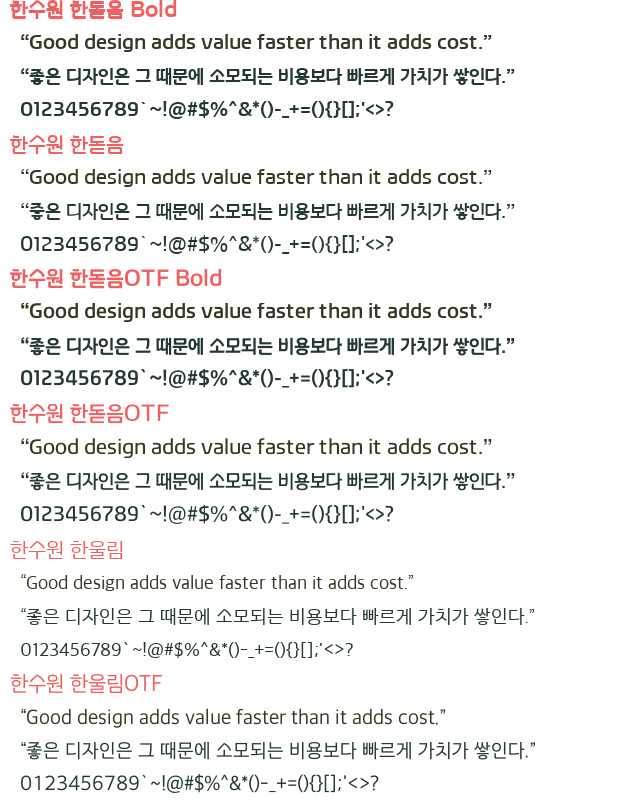 한수원 한돋움 Bold
“Good design adds value faster than it adds cost.”
“좋은 디자인은 그 때문에 소모되는 비용보다 빠르게 가치가 쌓인다.”
0123456789`~!@#$%^&*()-_+=(){}[];'<>?
한수원 한돋움
“Good design adds value faster than it adds cost.”
“좋은 디자인은 그 때문에 소모되는 비용보다 빠르게 가치가 쌓인다.”
0123456789`~!@#$%^&*()-_+=(){}[];'<>?
한수원 한돋움OTF Bold
“Good design adds value faster than it adds cost.”
“좋은 디자인은 그 때문에 소모되는 비용보다 빠르게 가치가 쌓인다.”
0123456789`~!@#$%^&*()-_+=(){}[];'<>?
한수원 한돋움OTF
“Good design adds value faster than it adds cost.”
“좋은 디자인은 그 때문에 소모되는 비용보다 빠르게 가치가 쌓인다.”
0123456789`~!@#$%^&*()-_+=(){}[];'<>?
한수원 한울림
“Good design adds value faster than it adds cost.”
“좋은 디자인은 그 때문에 소모되는 비용보다 빠르게 가치가 쌓인다.”
0123456789`~!@#$%^&*()-_+=(){}[];'<>?
한수원 한울림OTF
“Good design adds value faster than it adds cost.”
“좋은 디자인은 그 때문에 소모되는 비용보다 빠르게 가치가 쌓인다.”
0123456789`~!@#$%^&*()-_+=(){}[];'<>?